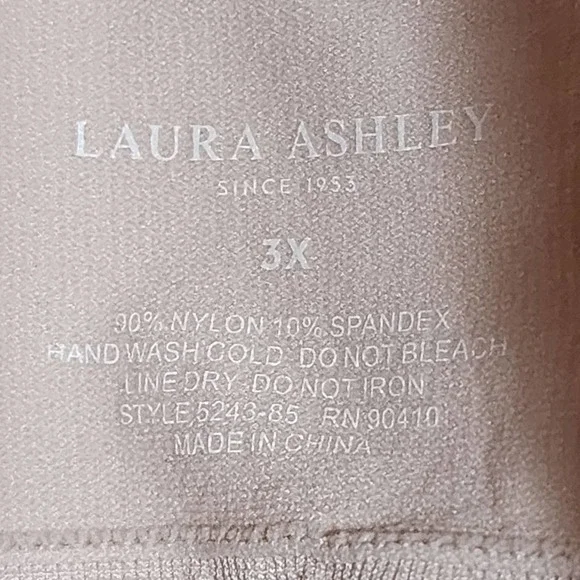 LAURA ASHLEY
SINCE 1953
3X
90% NYLON 10% SPANDEX
HAND WASH COLD DO NOT BLEACH
LINE DRY DO NOT IRON
STYLE 5243-85 RN 90410
MADE IN CHINA